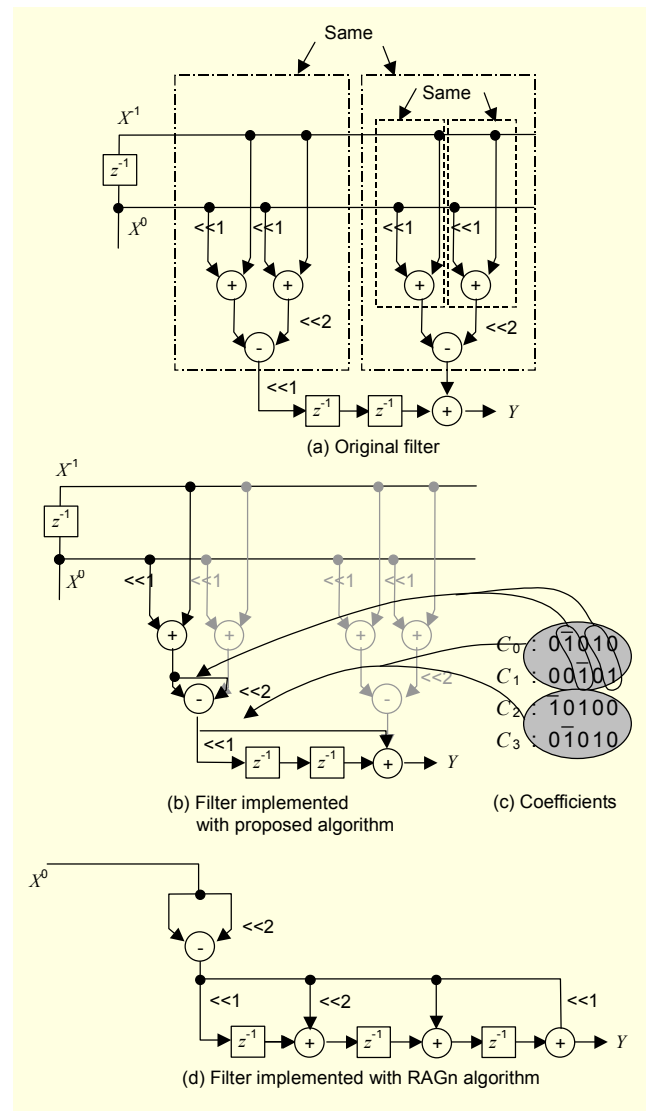 Same
Same
X⁻¹
z⁻¹
X⁰
<<1 <<1 <<1 <<1
+ + + +
<<2 <<2
- -
<<1
z⁻¹ z⁻¹ + Y
(a) Original filter
X⁻¹
z⁻¹
X⁰
<<1 <<1 <<1 <<1
+ + + +
C₀ : 01̅0010
C₁ : 001̅01
<<2 <<2
- -
C₂ : 1̅0100
C₃ : 01̅010
<<1
z⁻¹ z⁻¹ + Y
(b) Filter implemented
with proposed algorithm
(c) Coefficients
X⁰
<<2
-
<<1 <<2 <<1
z⁻¹ + z⁻¹ + z⁻¹ + Y
(d) Filter implemented with RAGn algorithm